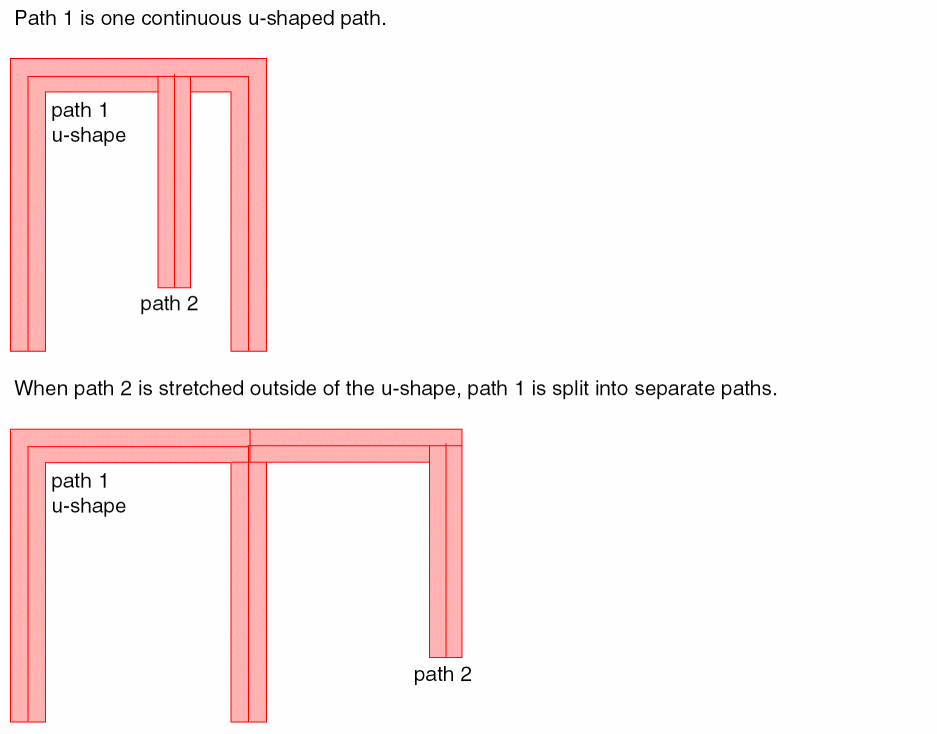 Path 1 is one continuous u-shaped path.
path 1
u-shape
path 2
When path 2 is stretched outside of the u-shape, path 1 is split into separate paths.
path 1
u-shape
path 2